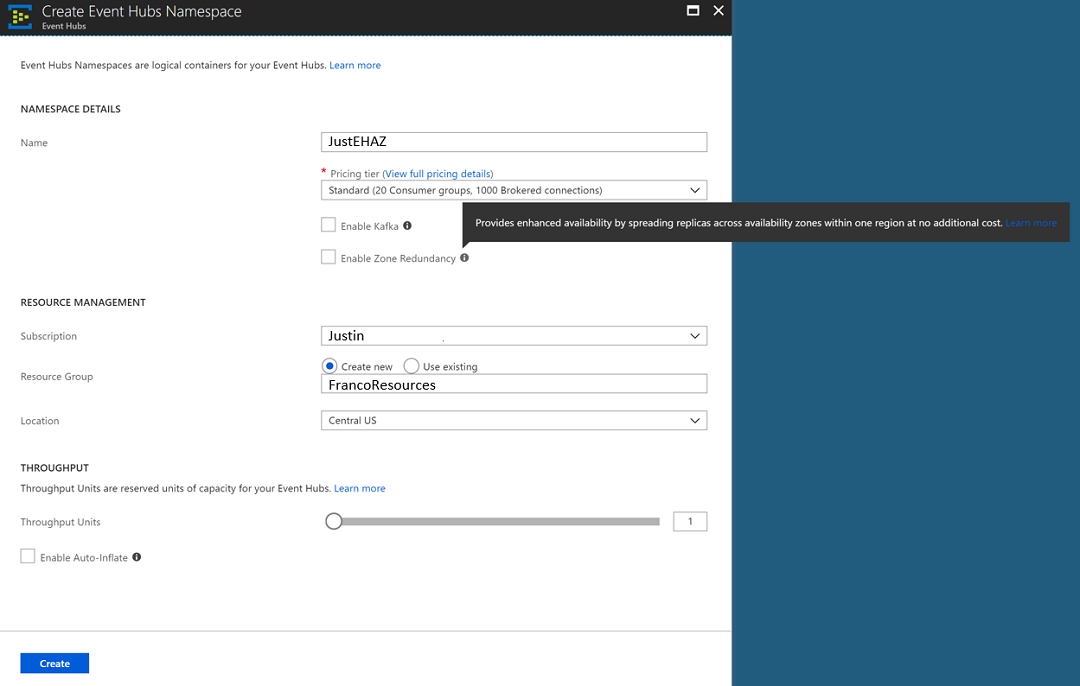 Create Event Hubs Namespace
Event Hubs
Event Hubs Namespaces are logical containers for your Event Hubs. Learn more
NAMESPACE DETAILS
Name
JustEHAZ
* Pricing tier (View full pricing details)
Standard (20 Consumer groups, 1000 Brokered connections)
Enable Kafka
Provides enhanced availability by spreading replicas across availability zones within one region at no additional cost. Learn more
Enable Zone Redundancy
RESOURCE MANAGEMENT
Subscription
Justin
Create new Use existing
Resource Group
FrancoResources
Location
Central US
THROUGHPUT
Throughput Units are reserved units of capacity for your Event Hubs. Learn more
Throughput Units
1
Enable Auto-Inflate
Create